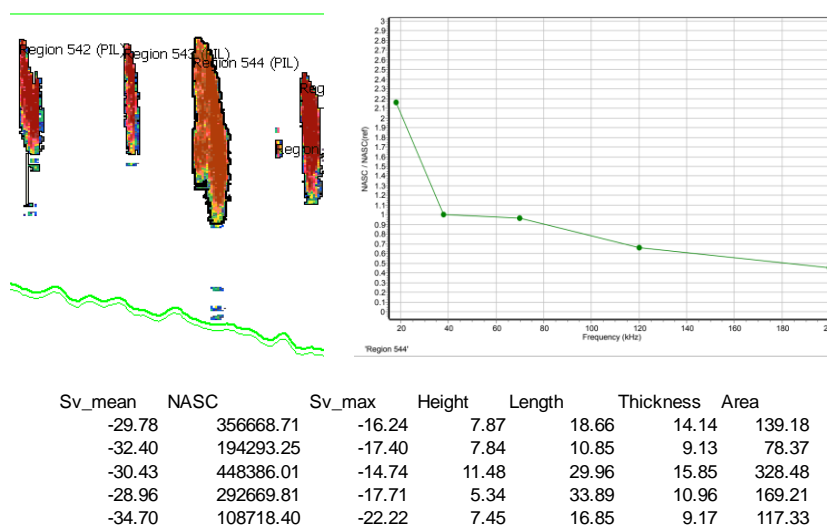 Region 542 (PIL)
Region 543 (PIL)
Region 544 (PIL)
Reg
Region
NASC / NASC(ref)
3
2.9
2.8
2.7
2.6
2.5
2.4
2.3
2.2
2.1
2
1.9
1.8
1.7
1.6
1.5
1.4
1.3
1.2
1.1
1
0.9
0.8
0.7
0.6
0.5
0.4
0.3
0.2
0.1
0
20 40 60 80 100 120 140 160 180
Frequency (kHz)
'Region 544'
Sv_mean NASC Sv_max Height Length Thickness Area
-29.78 356668.71 -16.24 7.87 18.66 14.14 139.18
-32.40 194293.25 -17.40 7.84 10.85 9.13 78.37
-30.43 448386.01 -14.74 11.48 29.96 15.85 328.48
-28.96 292669.81 -17.71 5.34 33.89 10.96 169.21
-34.70 108718.40 -22.22 7.45 16.85 9.17 117.33